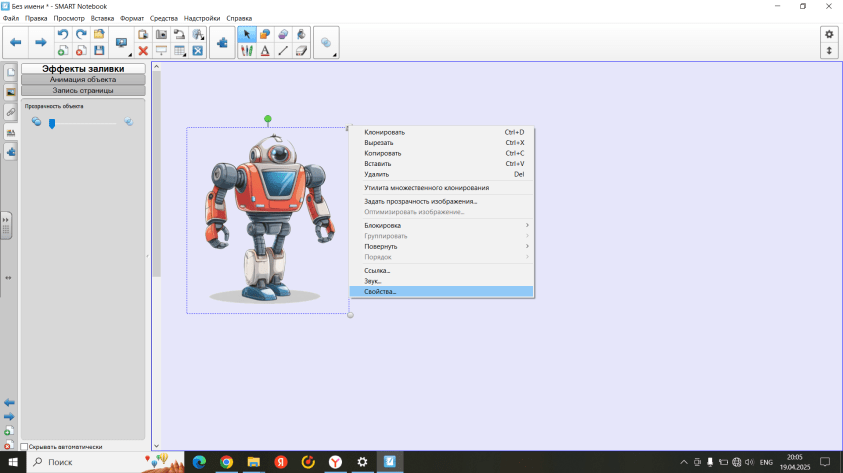 Без имени * - SMART Notebook
Файл Правка Просмотр Вставка Формат Средства Надстройки Справка
Эффекты заливки
Анимация объекта
Запись страницы
Прозрачность объекта
Клонировать Ctrl+D
Вырезать Ctrl+X
Копировать Ctrl+C
Вставить Ctrl+V
Удалить Del
Утилита множественного клонирования
Задать прозрачность изображения...
Оптимизировать изображение...
Блокировка
Группировать
Повернуть
Порядок
Ссылка...
Звук...
Свойства...
Скрывать автоматически
Поиск
ENG
20:05
19.04.2025